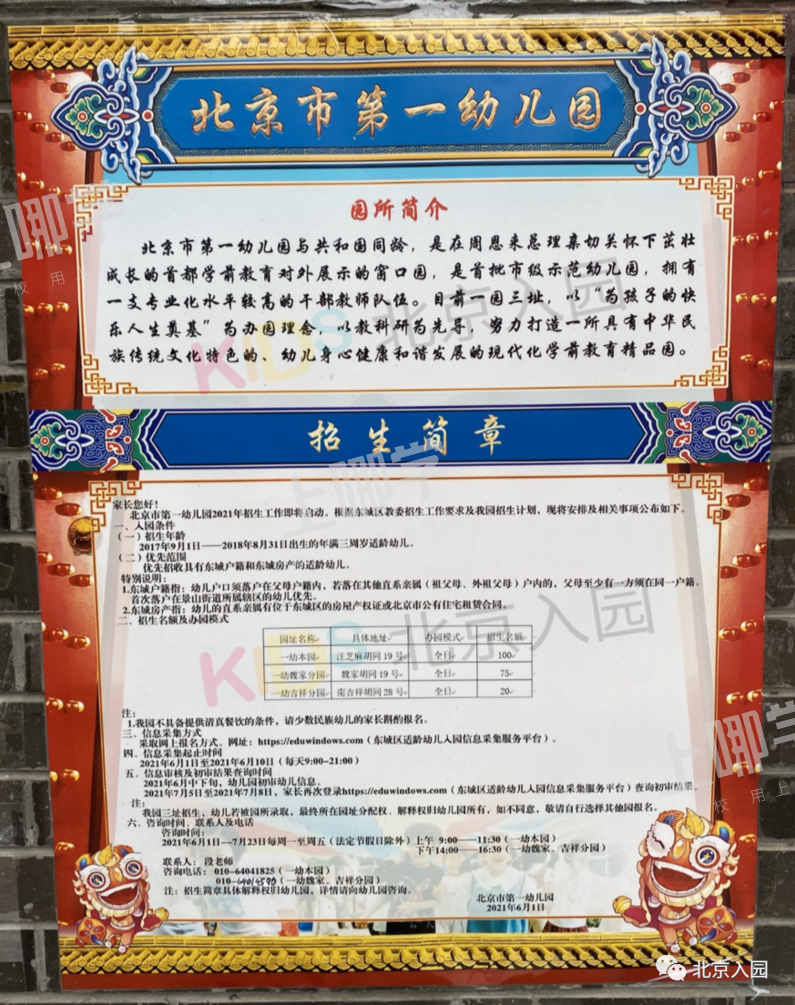 北京市第一幼儿园
园所简介
北京市第一幼儿园与共和国同龄，是在周恩来总理亲切关怀下茁壮
成长的首都学前教育对外展示的窗口园，是首批市级示范幼儿园，拥有
一支专业化水平较高的干部教师队伍。目前一园三址，以“为孩子的快
乐人生奠基”为办园理念，以教科研为先导，努力打造一所具有中华民
族传统文化特色的、幼儿身心健康和谐发展的现代化学前教育精品园。
KIDS 北京入园
招生简章
上哪学
家长您好！
北京市第一幼儿园2021年招生工作即将启动。根据东城区教委招生工作要求及我园招生计划，现将安排及相关事项公布如下。
一、入园条件
（一）招生年龄
2017年9月1日——2018年8月31日出生的年满三周岁适龄幼儿。
（二）优先范围
优先招收具有东城户籍和东城房产的适龄幼儿。
特别说明：
1.东城户籍指：幼儿户口须落户在父母户籍内，若落在其他直系亲属（祖父母、外祖父母）户内的，父母至少有一方须在同一户籍。
首次落户在景山街道所属辖区的幼儿优先。
2.东城房产指：幼儿的直系亲属有位于东城区的房屋产权证或北京市公有住宅租赁合同。
二、招生名额及办园模式
园址名称 具体地址 办园模式 招生名额
一幼本园 汪芝麻胡同19号 全日 100
一幼魏家分园 魏家胡同19号 全日 75
一幼吉祥分园 南吉祥胡同28号 全日 20
KIDS 北京入园
注：
1.我园不具备提供清真餐饮的条件，请少数民族幼儿的家长斟酌报名。
三、信息采集方式
采取网上报名方式。网址：https://eduwindows.com（东城区适龄幼儿入园信息采集服务平台）。
四、信息采集起止时间
2021年6月1日至2021年6月10日（每天9:00-21:00）
五、信息审核及初审结果查询时间
2021年6月中下旬，幼儿园初审幼儿信息。
2021年7月5日至2021年7月8日，家长再次登录https://eduwindows.com（东城区适龄幼儿入园信息采集服务平台）查询初审结果。
注：
我园三址招生，幼儿若被园所录取，最终所在园址分配权、解释权归幼儿园所有，如不同意，敬请自行选择其他园报名。
六、咨询时间、联系人及电话
咨询时间：
2021年6月1日—7月23日每周一至周五（法定节假日除外）上午 9:00——11:30（一幼本园）
下午14:00——16:30（一幼魏家、吉祥分园）
联系人：段老师
咨询电话：010-64041825（一幼本园）
010-（一幼魏家、吉祥分园）
注：招生简章具体解释权归幼儿园，详情请向幼儿园咨询。
北京市第一幼儿园
2021年6月1日
北京入园